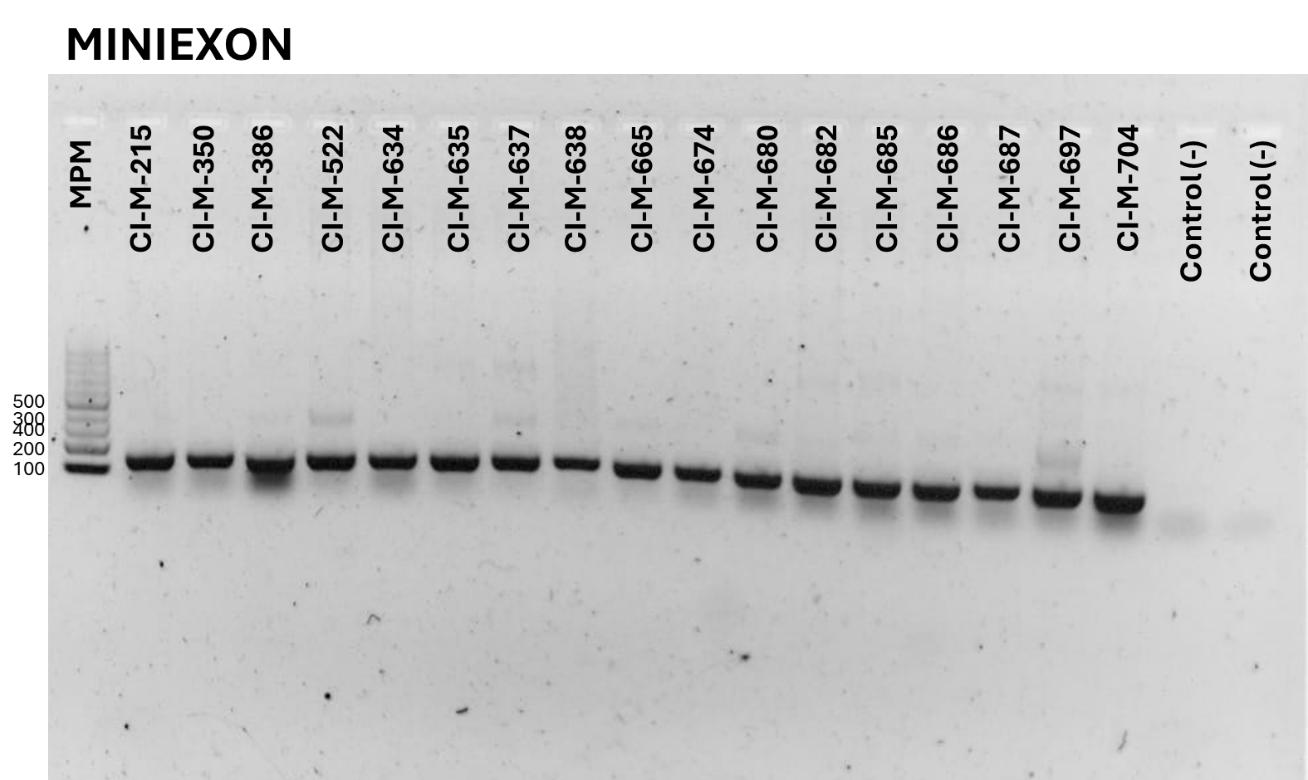 MINIEXON
MPM
CI-M-215
CI-M-350
CI-M-386
CI-M-522
CI-M-634
CI-M-635
CI-M-637
CI-M-638
CI-M-665
CI-M-674
CI-M-680
CI-M-682
CI-M-685
CI-M-686
CI-M-687
CI-M-697
CI-M-704
Control(-)
Control(-)
500
300
400
200
100